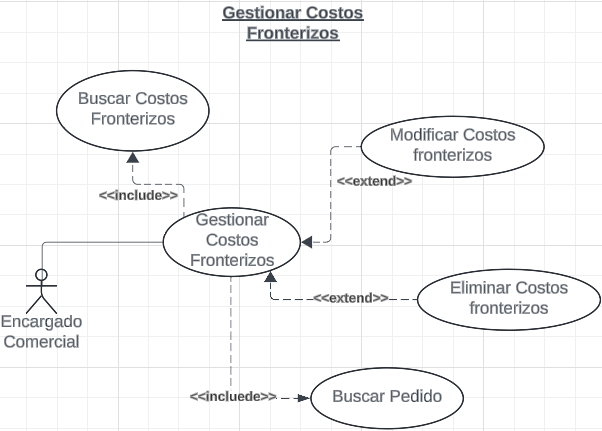 Gestionar Costos
Fronterizos
Buscar Costos
Fronterizos
Modificar Costos
fronterizos
<<extend>>
<<include>>
Gestionar
Costos
Fronterizos
Eliminar Costos
fronterizos
<<extend>>
Encargado
Comercial
<<incluede>>
Buscar Pedido